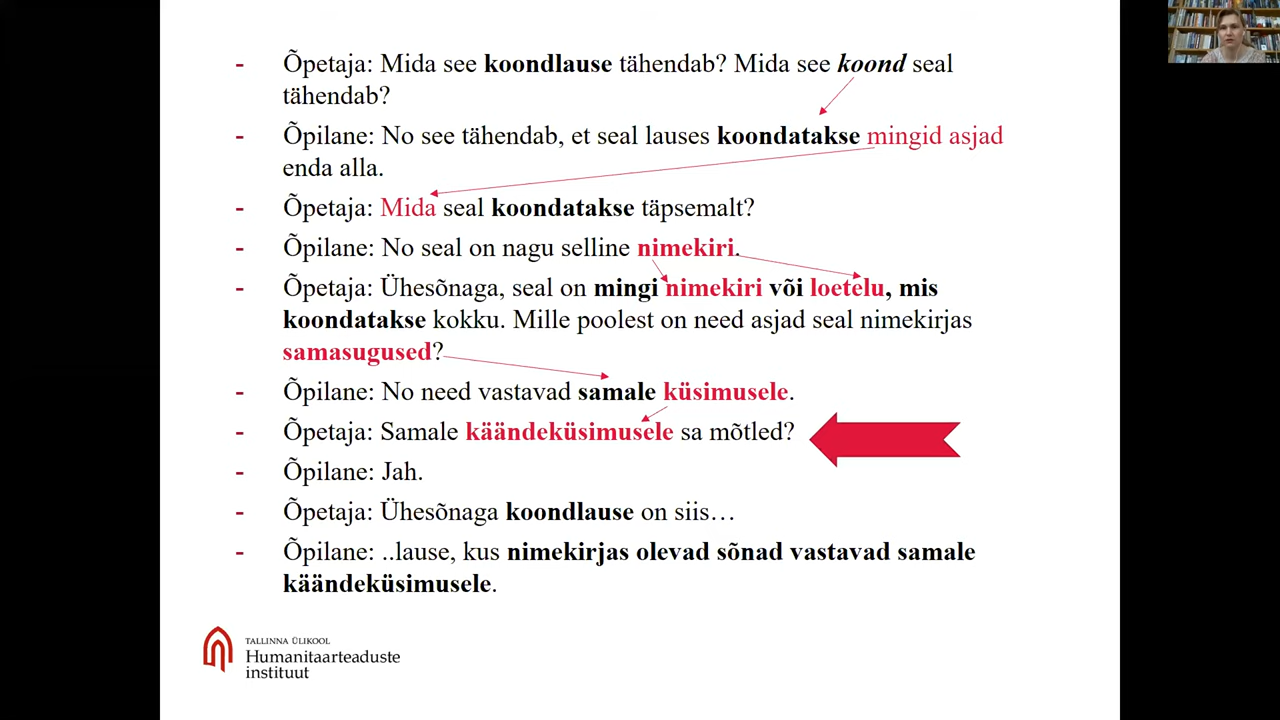 - Õpetaja: Mida see koondlause tähendab? Mida see koond seal
tähendab?
- Õpilane: No see tähendab, et seal lauses koondatakse mingid asjad
enda alla.
- Õpetaja: Mida seal koondatakse täpsemalt?
- Õpilane: No seal on nagu selline nimekiri.
- Õpetaja: Ühesõnaga, seal on mingi nimekiri või loetelu, mis
koondatakse kokku. Mille poolest on need asjad seal nimekirjas
samasugused?
- Õpilane: No need vastavad samale küsimusele.
- Õpetaja: Samale käändeküsimusele sa mõtled?
- Õpilane: Jah.
- Õpetaja: Ühesõnaga koondlause on siis…
- Õpilane: ..lause, kus nimekirjas olevad sõnad vastavad samale
käändeküsimusele.
TALLINNA ÜLIKOOL
Humanitaarteaduste
instituut